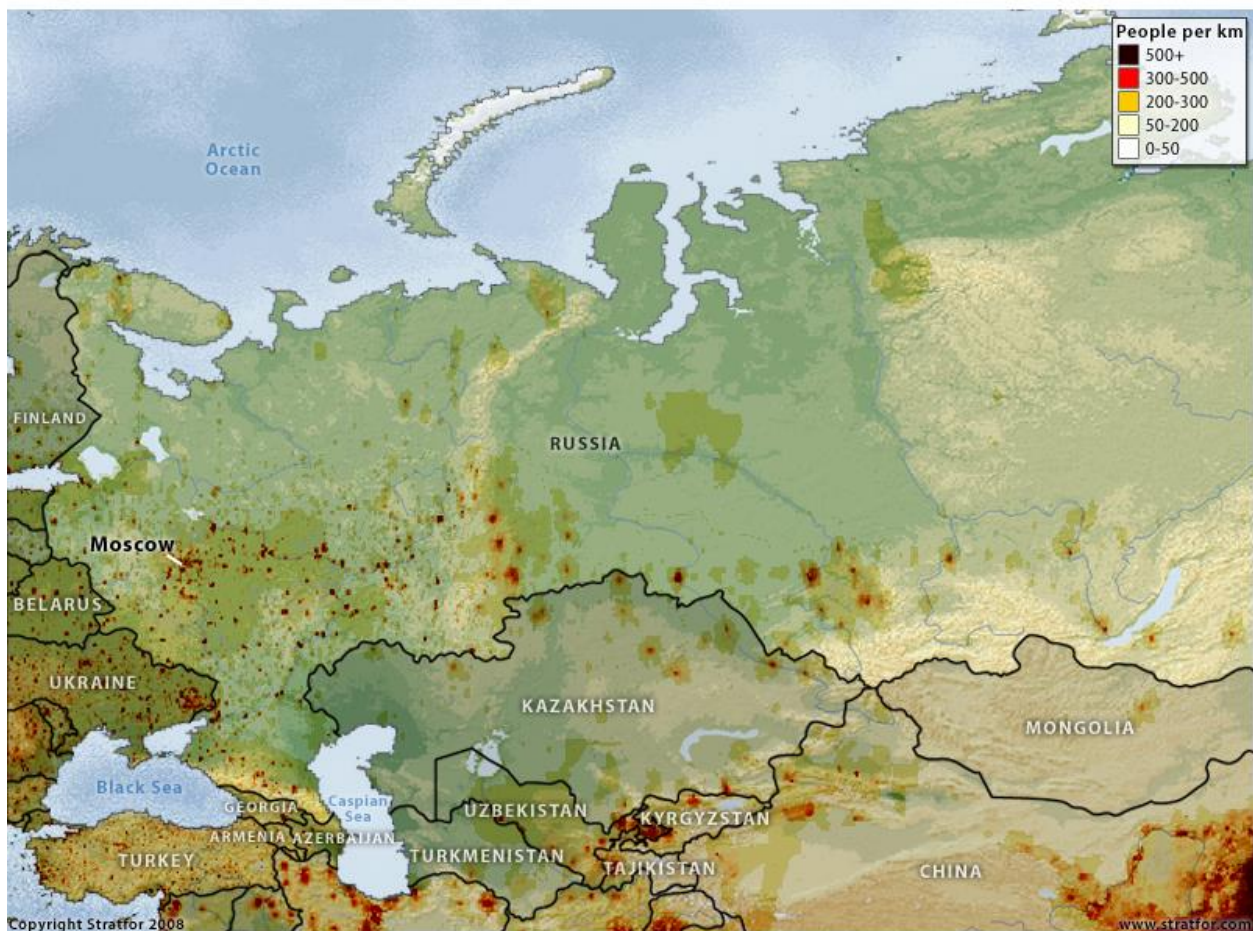 People per km
500+
300-500
200-300
50-200
0-50
Arctic
Ocean
FINLAND
RUSSIA
Moscow
BELARUS
UKRAINE
KAZAKHSTAN
MONGOLIA
Black Sea
Caspian
Sea
GEORGIA
UZBEKISTAN
KYRGYZSTAN
ARMENIA
AZERBAIJAN
TURKEY
TURKMENISTAN
TAJIKISTAN
CHINA
Copyright Stratfor 2008
www.stratfor.com